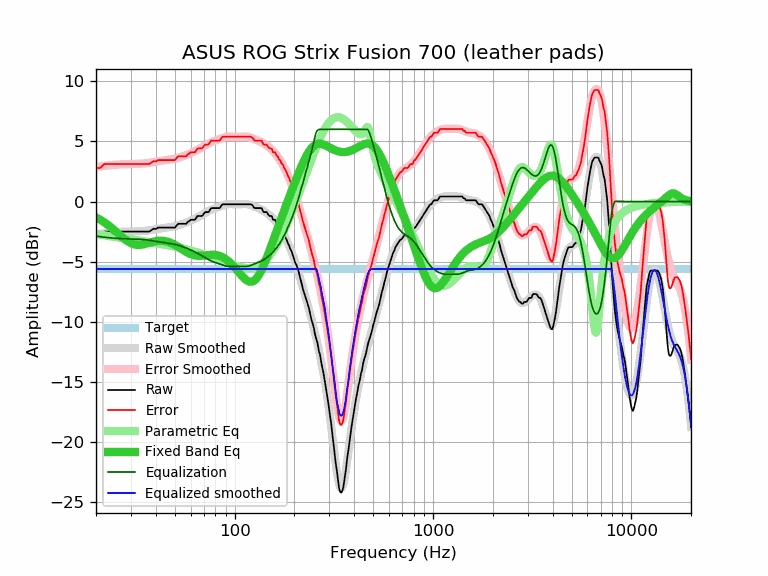 ASUS ROG Strix Fusion 700 (leather pads)
10
5
0
−5
−10
−15
−20
−25
Amplitude (dBr)
Target
Raw Smoothed
Error Smoothed
Raw
Error
Parametric Eq
Fixed Band Eq
Equalization
Equalized smoothed
100
1000
10000
Frequency (Hz)